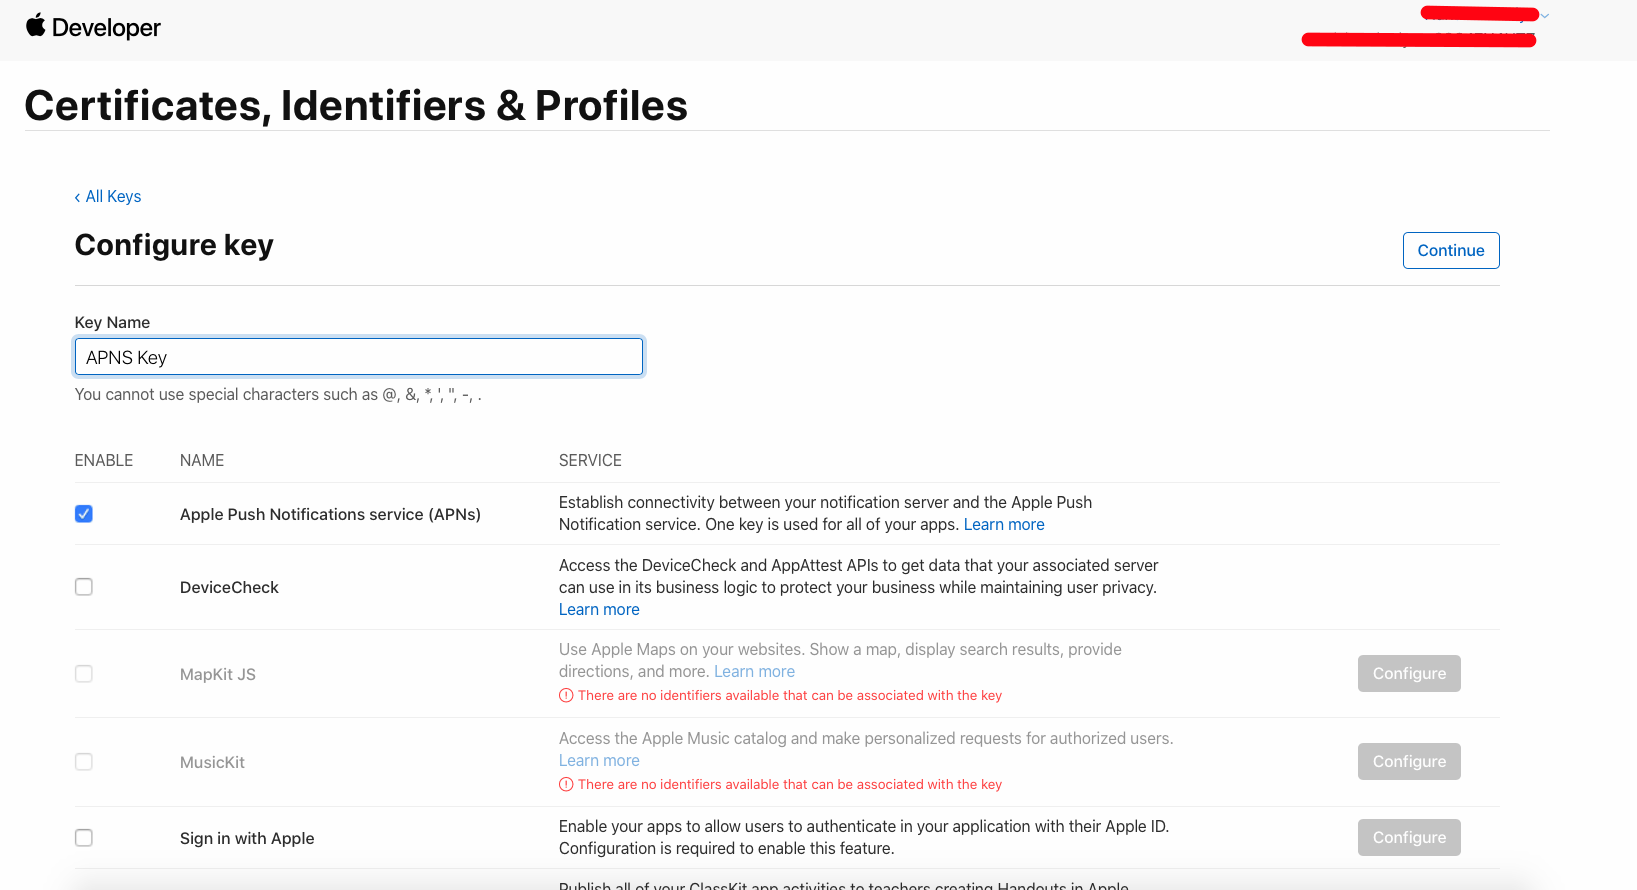 Developer
Certificates, Identifiers & Profiles
‹ All Keys
Configure key
Continue
Key Name
APNS Key
You cannot use special characters such as @, &, *, ', ", -, .
ENABLE NAME SERVICE
Apple Push Notifications service (APNs)
Establish connectivity between your notification server and the Apple Push
Notification service. One key is used for all of your apps. Learn more
DeviceCheck
Access the DeviceCheck and AppAttest APIs to get data that your associated server
can use in its business logic to protect your business while maintaining user privacy.
Learn more
MapKit JS
Use Apple Maps on your websites. Show a map, display search results, provide
directions, and more. Learn more
There are no identifiers available that can be associated with the key
Configure
MusicKit
Access the Apple Music catalog and make personalized requests for authorized users.
Learn more
There are no identifiers available that can be associated with the key
Configure
Sign in with Apple
Enable your apps to allow users to authenticate in your application with their Apple ID.
Configuration is required to enable this feature.
Configure
Publish all of your ClassKit app activities to teachers creating Handouts in Apple